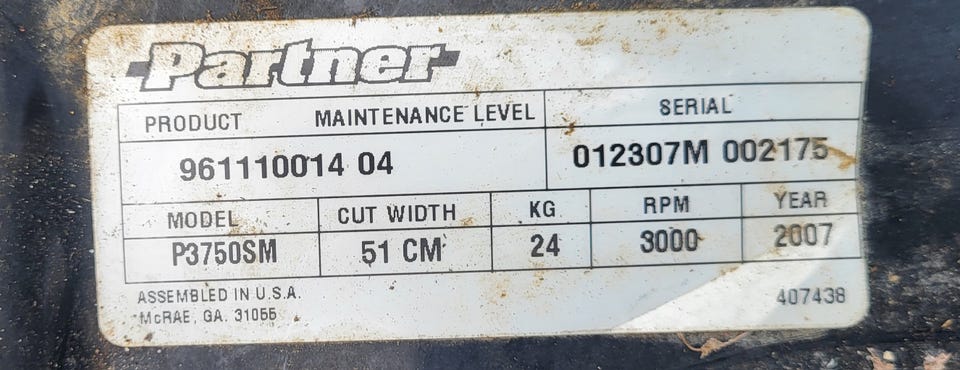 Partner
PRODUCT MAINTENANCE LEVEL SERIAL
961110014 04 012307M 002175
MODEL CUT WIDTH KG RPM YEAR
P3750SM 51 CM 24 3000 2007
ASSEMBLED IN U.S.A. 407438
McRAE, GA. 31055